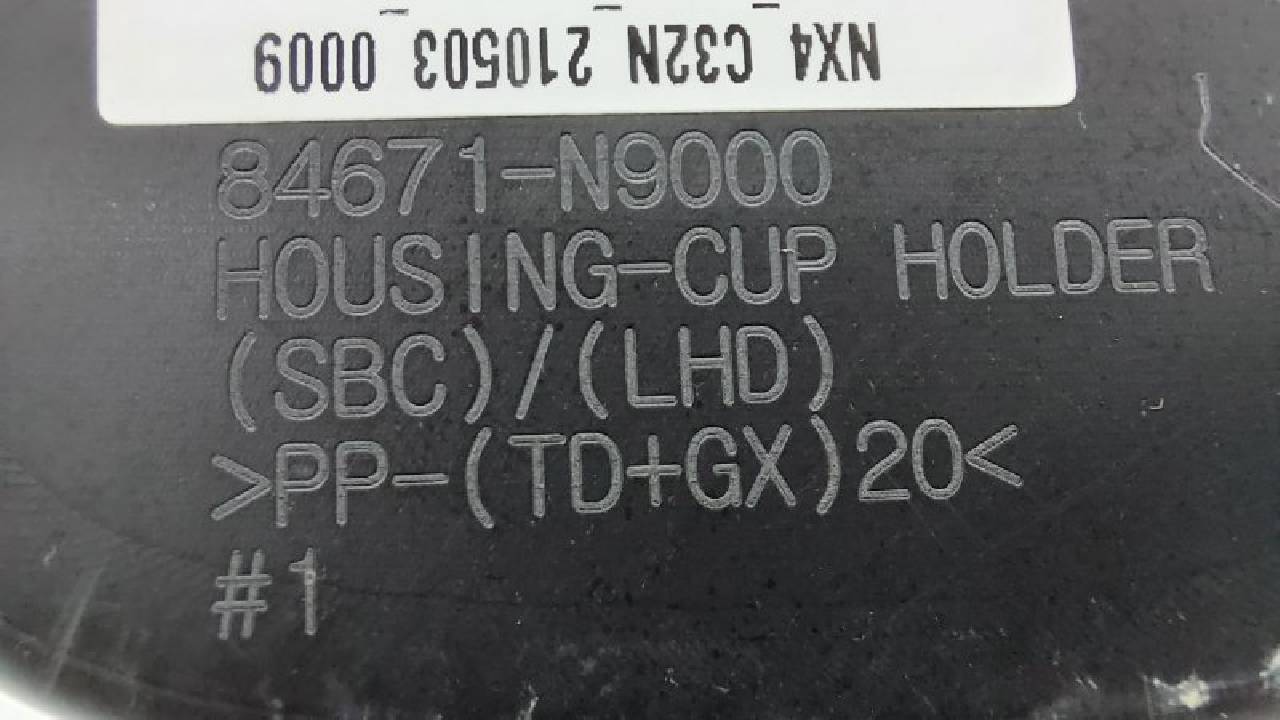 NX4 C32N 210503 0009
84671-N9000
HOUSING-CUP HOLDER
(SBC)/(LHD)
>PP-(TD+GX)20<
#1